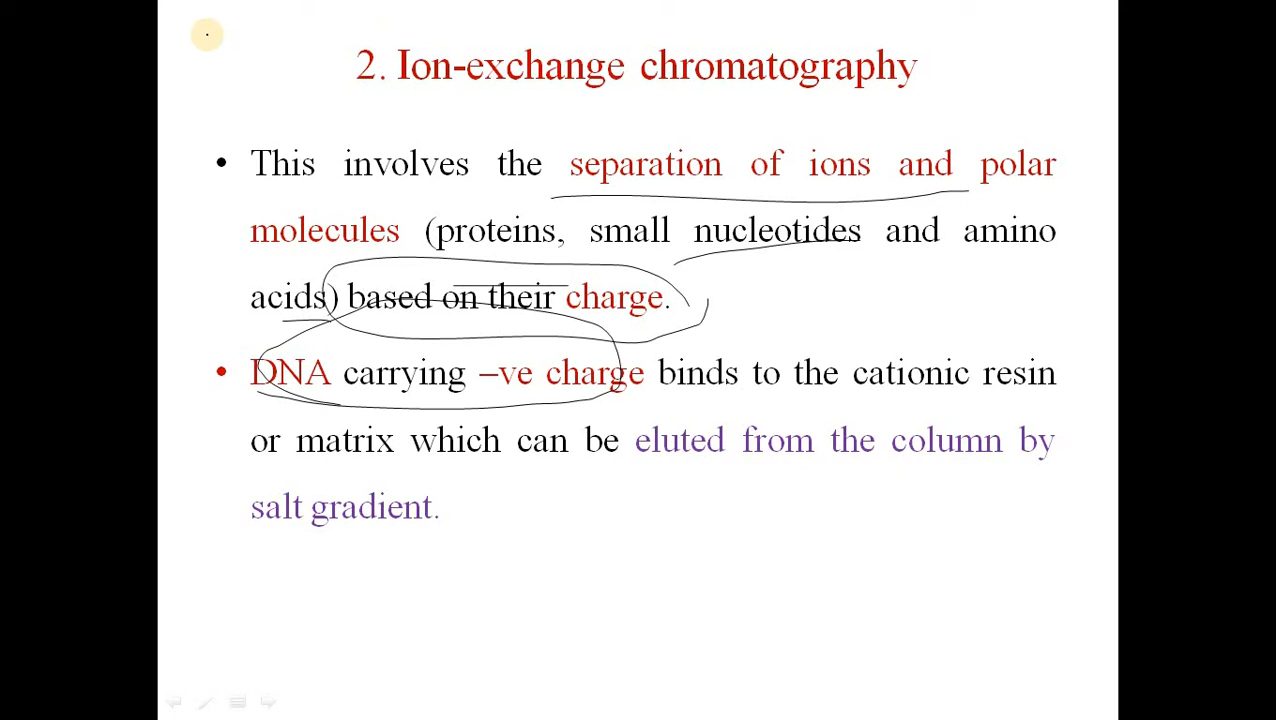 2. Ion-exchange chromatography
• This involves the separation of ions and polar
molecules (proteins, small nucleotides and amino
acids) based on their charge.
• DNA carrying –ve charge binds to the cationic resin
or matrix which can be eluted from the column by
salt gradient.